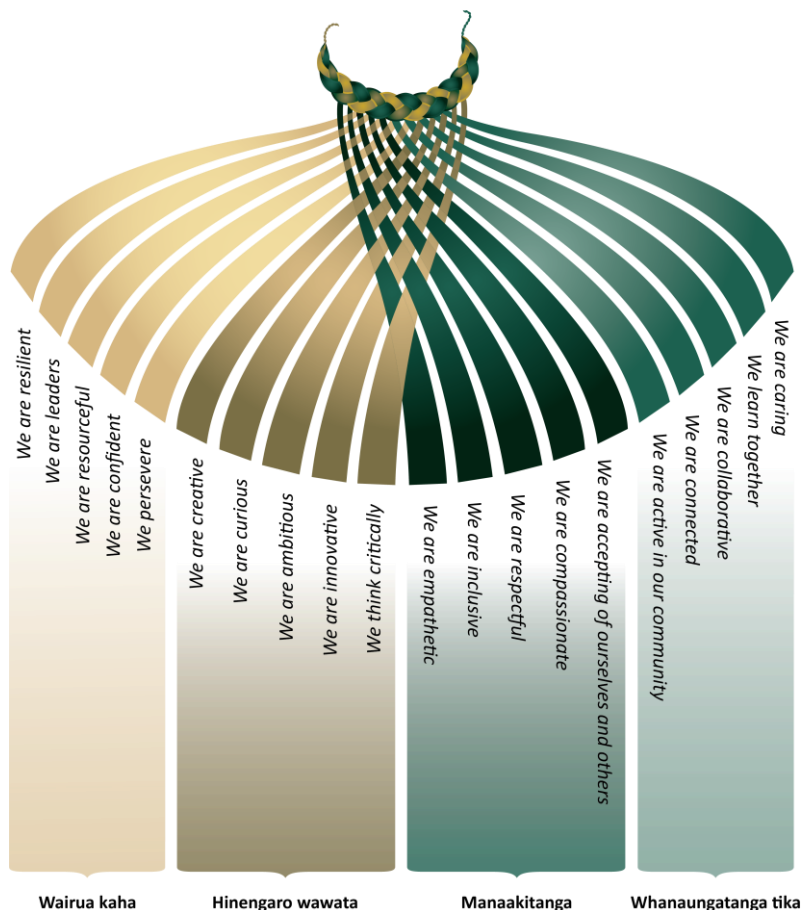 We are resilient
We are leaders
We are resourceful
We are confident
We persevere
We are creative
We are curious
We are ambitious
We are innovative
We think critically
We are empathetic
We are inclusive
We are respectful
We are compassionate
We are accepting of ourselves and others
We are active in our community
We are connected
We are collaborative
We learn together
We are caring
Wairua kaha
Hinengaro wawata
Manaakitanga
Whanaungatanga tika